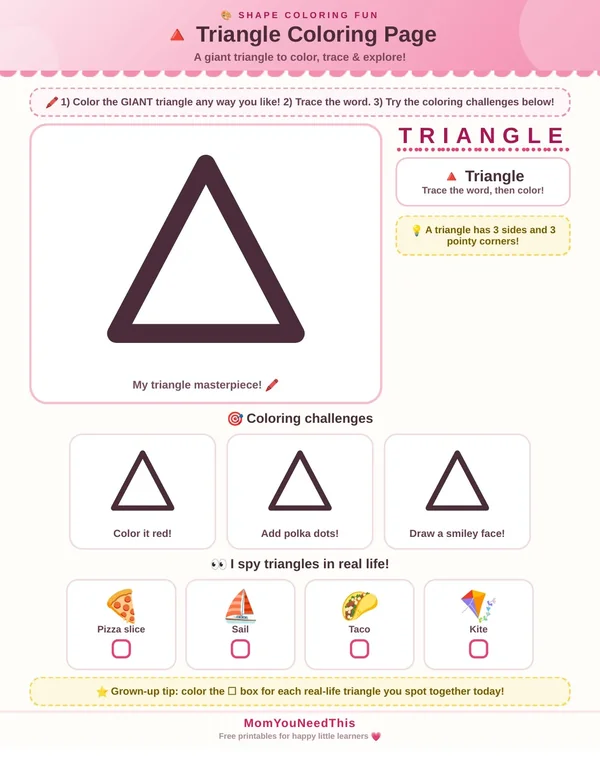 🎨 SHAPE COLORING FUN
🔺 Triangle Coloring Page
A giant triangle to color, trace & explore!
🖍️ 1) Color the GIANT triangle any way you like! 2) Trace the word. 3) Try the coloring challenges below!
TRIANGLE
🔺 Triangle
Trace the word, then color!
💡 A triangle has 3 sides and 3
pointy corners!
My triangle masterpiece! 🖍️
🎯 Coloring challenges
Color it red!
Add polka dots!
Draw a smiley face!
👀 I spy triangles in real life!
Pizza slice
Sail
Taco
Kite
⭐ Grown-up tip: color the ☐ box for each real-life triangle you spot together today!
MomYouNeedThis
Free printables for happy little learners 💗